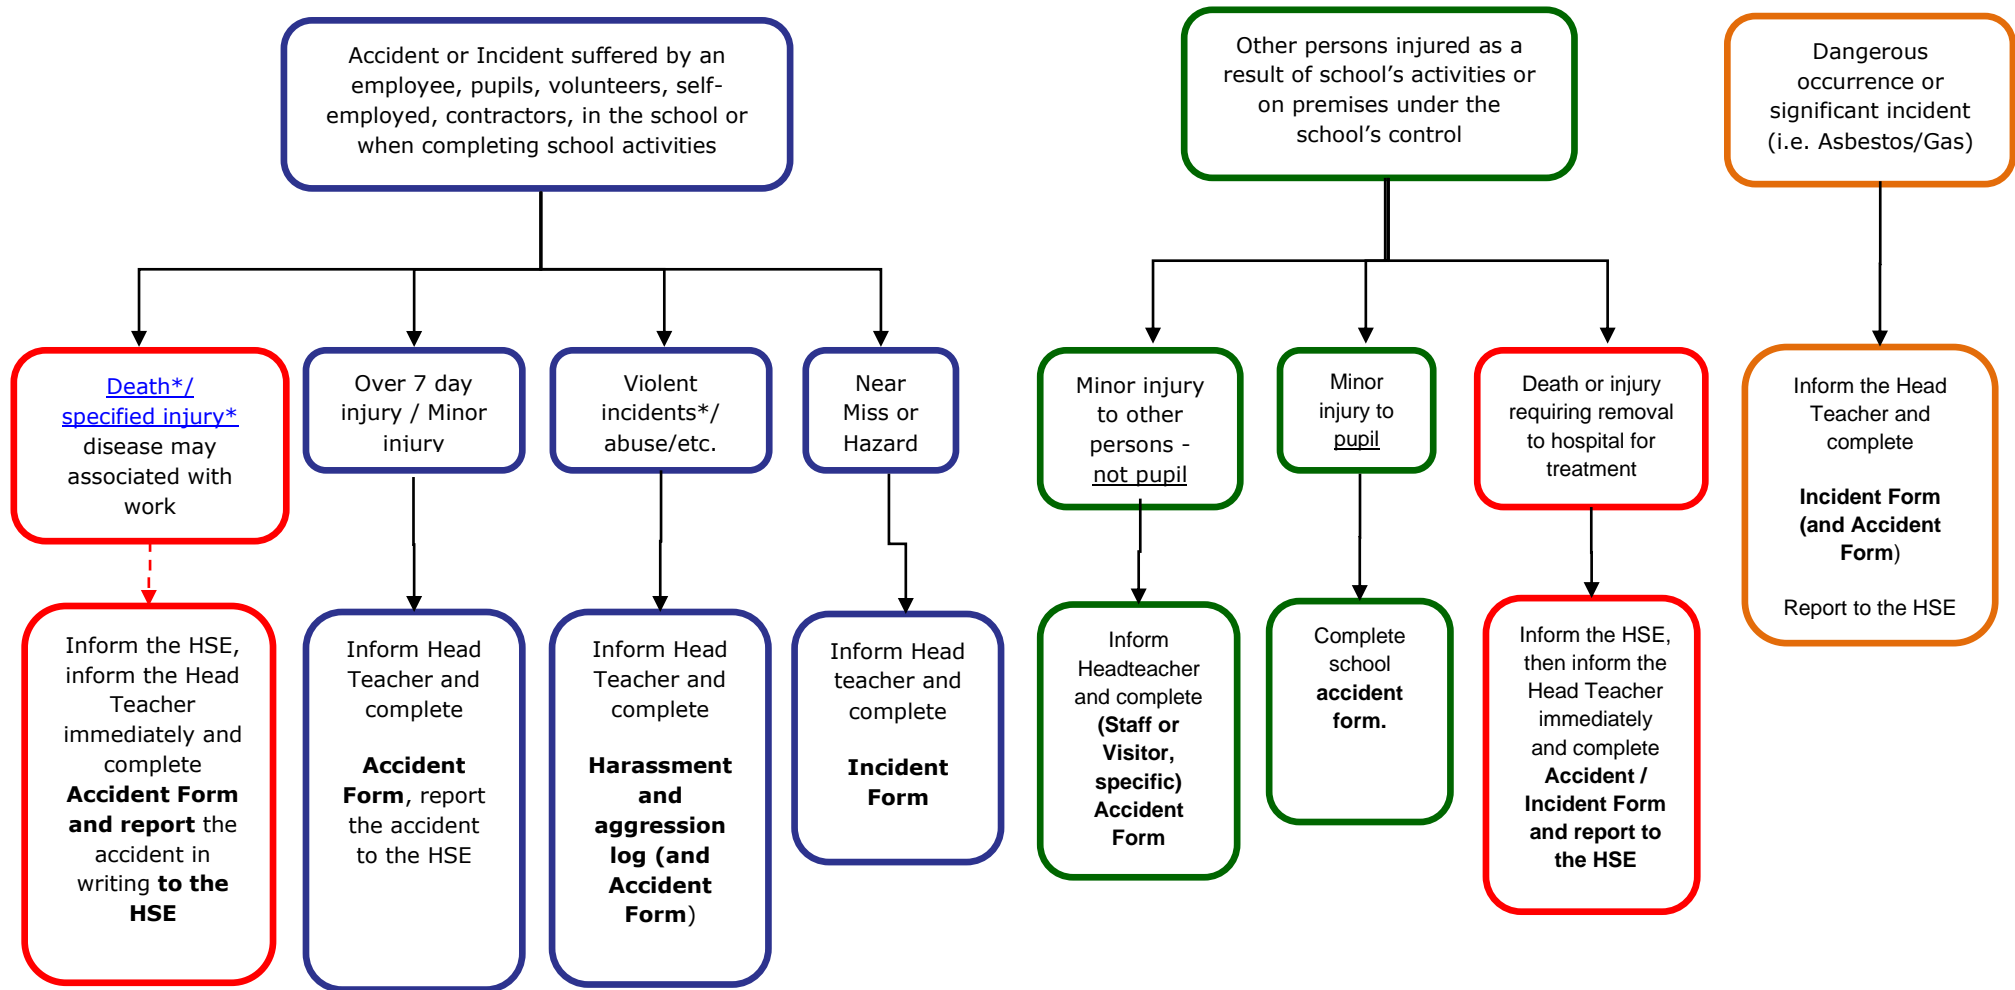 Accident or Incident suffered by an
employee, pupils, volunteers, self-
employed, contractors, in the school or
when completing school activities
Other persons injured as a
result of school’s activities or
on premises under the
school’s control
Dangerous
occurrence or
significant incident
(i.e. Asbestos/Gas)
Death*/
specified injury*
disease may
associated with
work
Over 7 day
injury / Minor
injury
Violent
incidents*/
abuse/etc.
Near
Miss or
Hazard
Minor injury
to other
persons -
not pupil
Minor
injury to
pupil
Death or injury
requiring removal
to hospital for
treatment
Inform the Head
Teacher and
complete
Incident Form
(and Accident
Form)
Report to the HSE
Inform the HSE,
inform the Head
Teacher
immediately and
complete
Accident Form
and report the
accident in
writing to the
HSE
Inform Head
Teacher and
complete
Accident
Form, report
the accident
to the HSE
Inform Head
Teacher and
complete
Harassment
and
aggression
log (and
Accident
Form)
Inform Head
teacher and
complete
Incident
Form
Inform
Headteacher
and complete
(Staff or
Visitor,
specific)
Accident
Form
Complete
school
accident
form.
Inform the HSE,
then inform the
Head Teacher
immediately
and complete
Accident /
Incident Form
and report to
the HSE